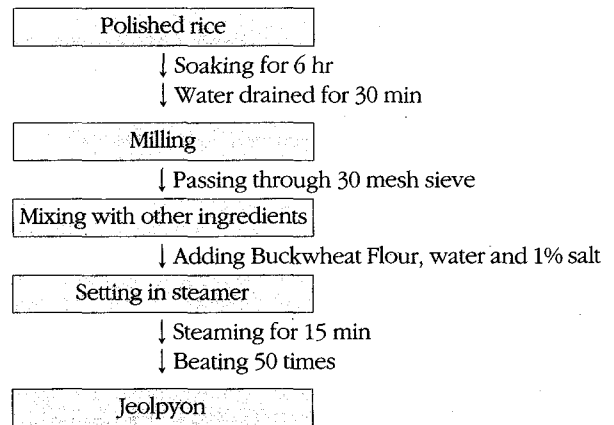 Polished rice
↓ Soaking for 6 hr
↓ Water drained for 30 min
Milling
↓ Passing through 30 mesh sieve
Mixing with other ingredients
↓ Adding Buckwheat Flour, water and 1% salt
Setting in steamer
↓ Steaming for 15 min
↓ Beating 50 times
Jeolpyon